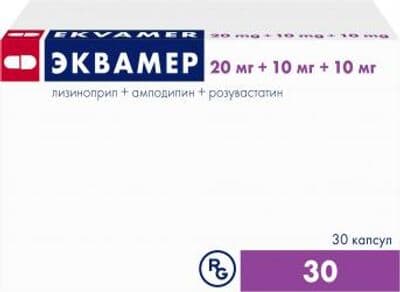 EKVAMER 20 mg + 10 mg + 10 mg
ЭКВАМЕР 20 мг + 10 мг + 10 мг
лизиноприл + амлодипин + розувастатин
30 капсул
RG 30